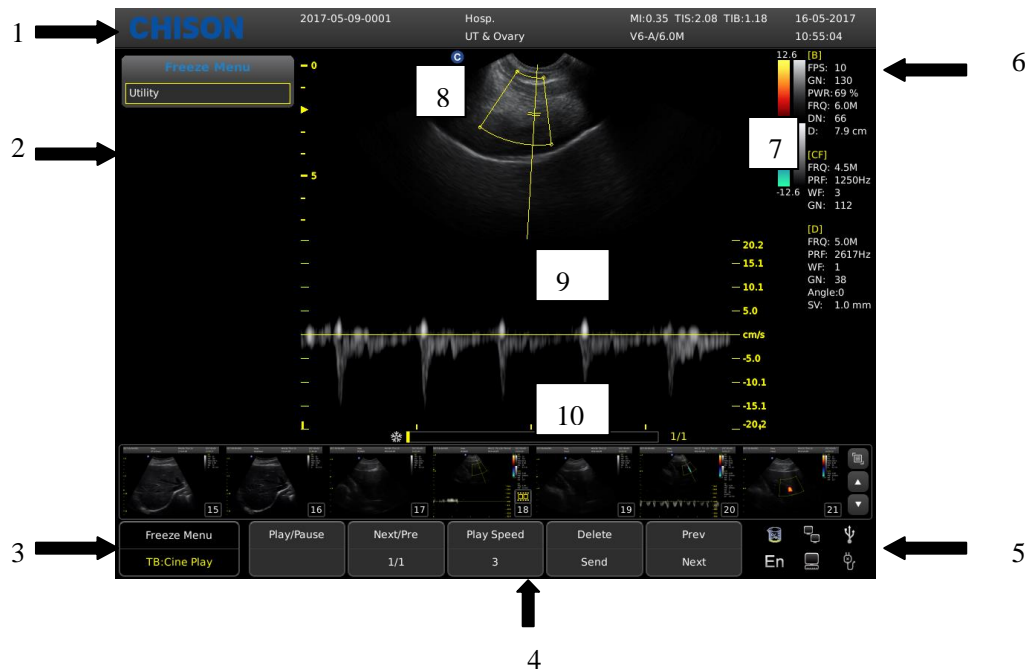 CHISON 2017-05-09-0001 Hosp. MI:0.35 TIS:2.08 TIB:1.18 16-05-2017
UT & Ovary V6-A/6.0M 10:55:04
1
6
Freeze Menu
Utility
2
C
0
5
8
12.6
-12.6
7
[B]
FPS: 10
GN: 130
PWR:69 %
FRQ: 6.0M
DN: 66
D: 7.9 cm
[CF]
FRQ: 4.5M
PRF: 1250Hz
WF: 3
GN: 112
[D]
FRQ: 5.0M
PRF: 2617Hz
WF: 1
GN: 38
Angle:0
SV: 1.0 mm
9
20.2
15.1
10.1
5.0
cm/s
-5.0
-10.1
-15.1
-20.2
10
1/1
15 16 17 18 19 20 21
3
Freeze Menu Play/Pause Next/Pre Play Speed Delete Prev
TB:Cine Play 1/1 3 Send Next En
5
4